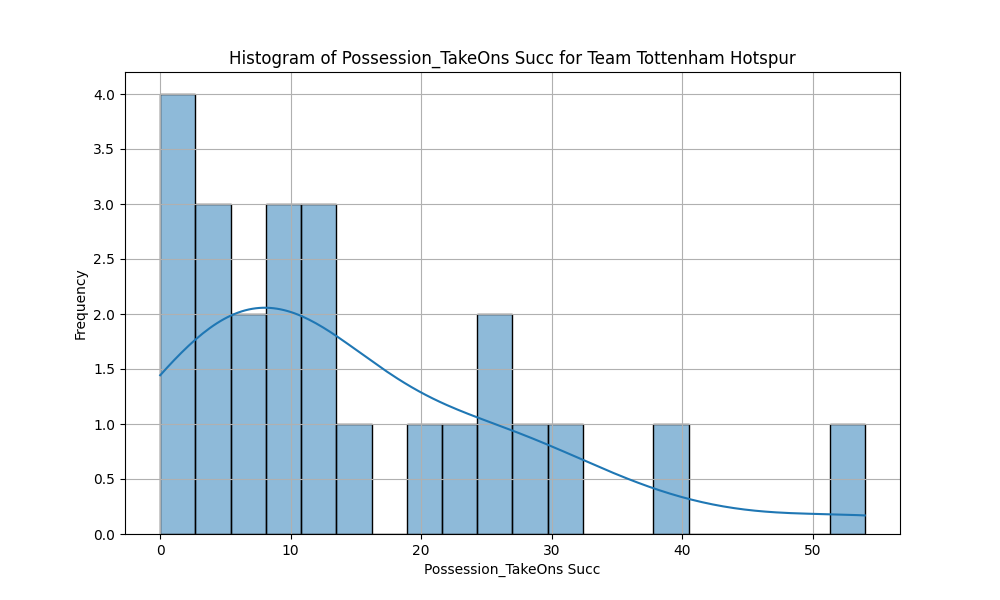 Histogram of Possession_TakeOns Succ for Team Tottenham Hotspur
Frequency
4.0
3.5
3.0
2.5
2.0
1.5
1.0
0.5
0.0
0 10 20 30 40 50
Possession_TakeOns Succ